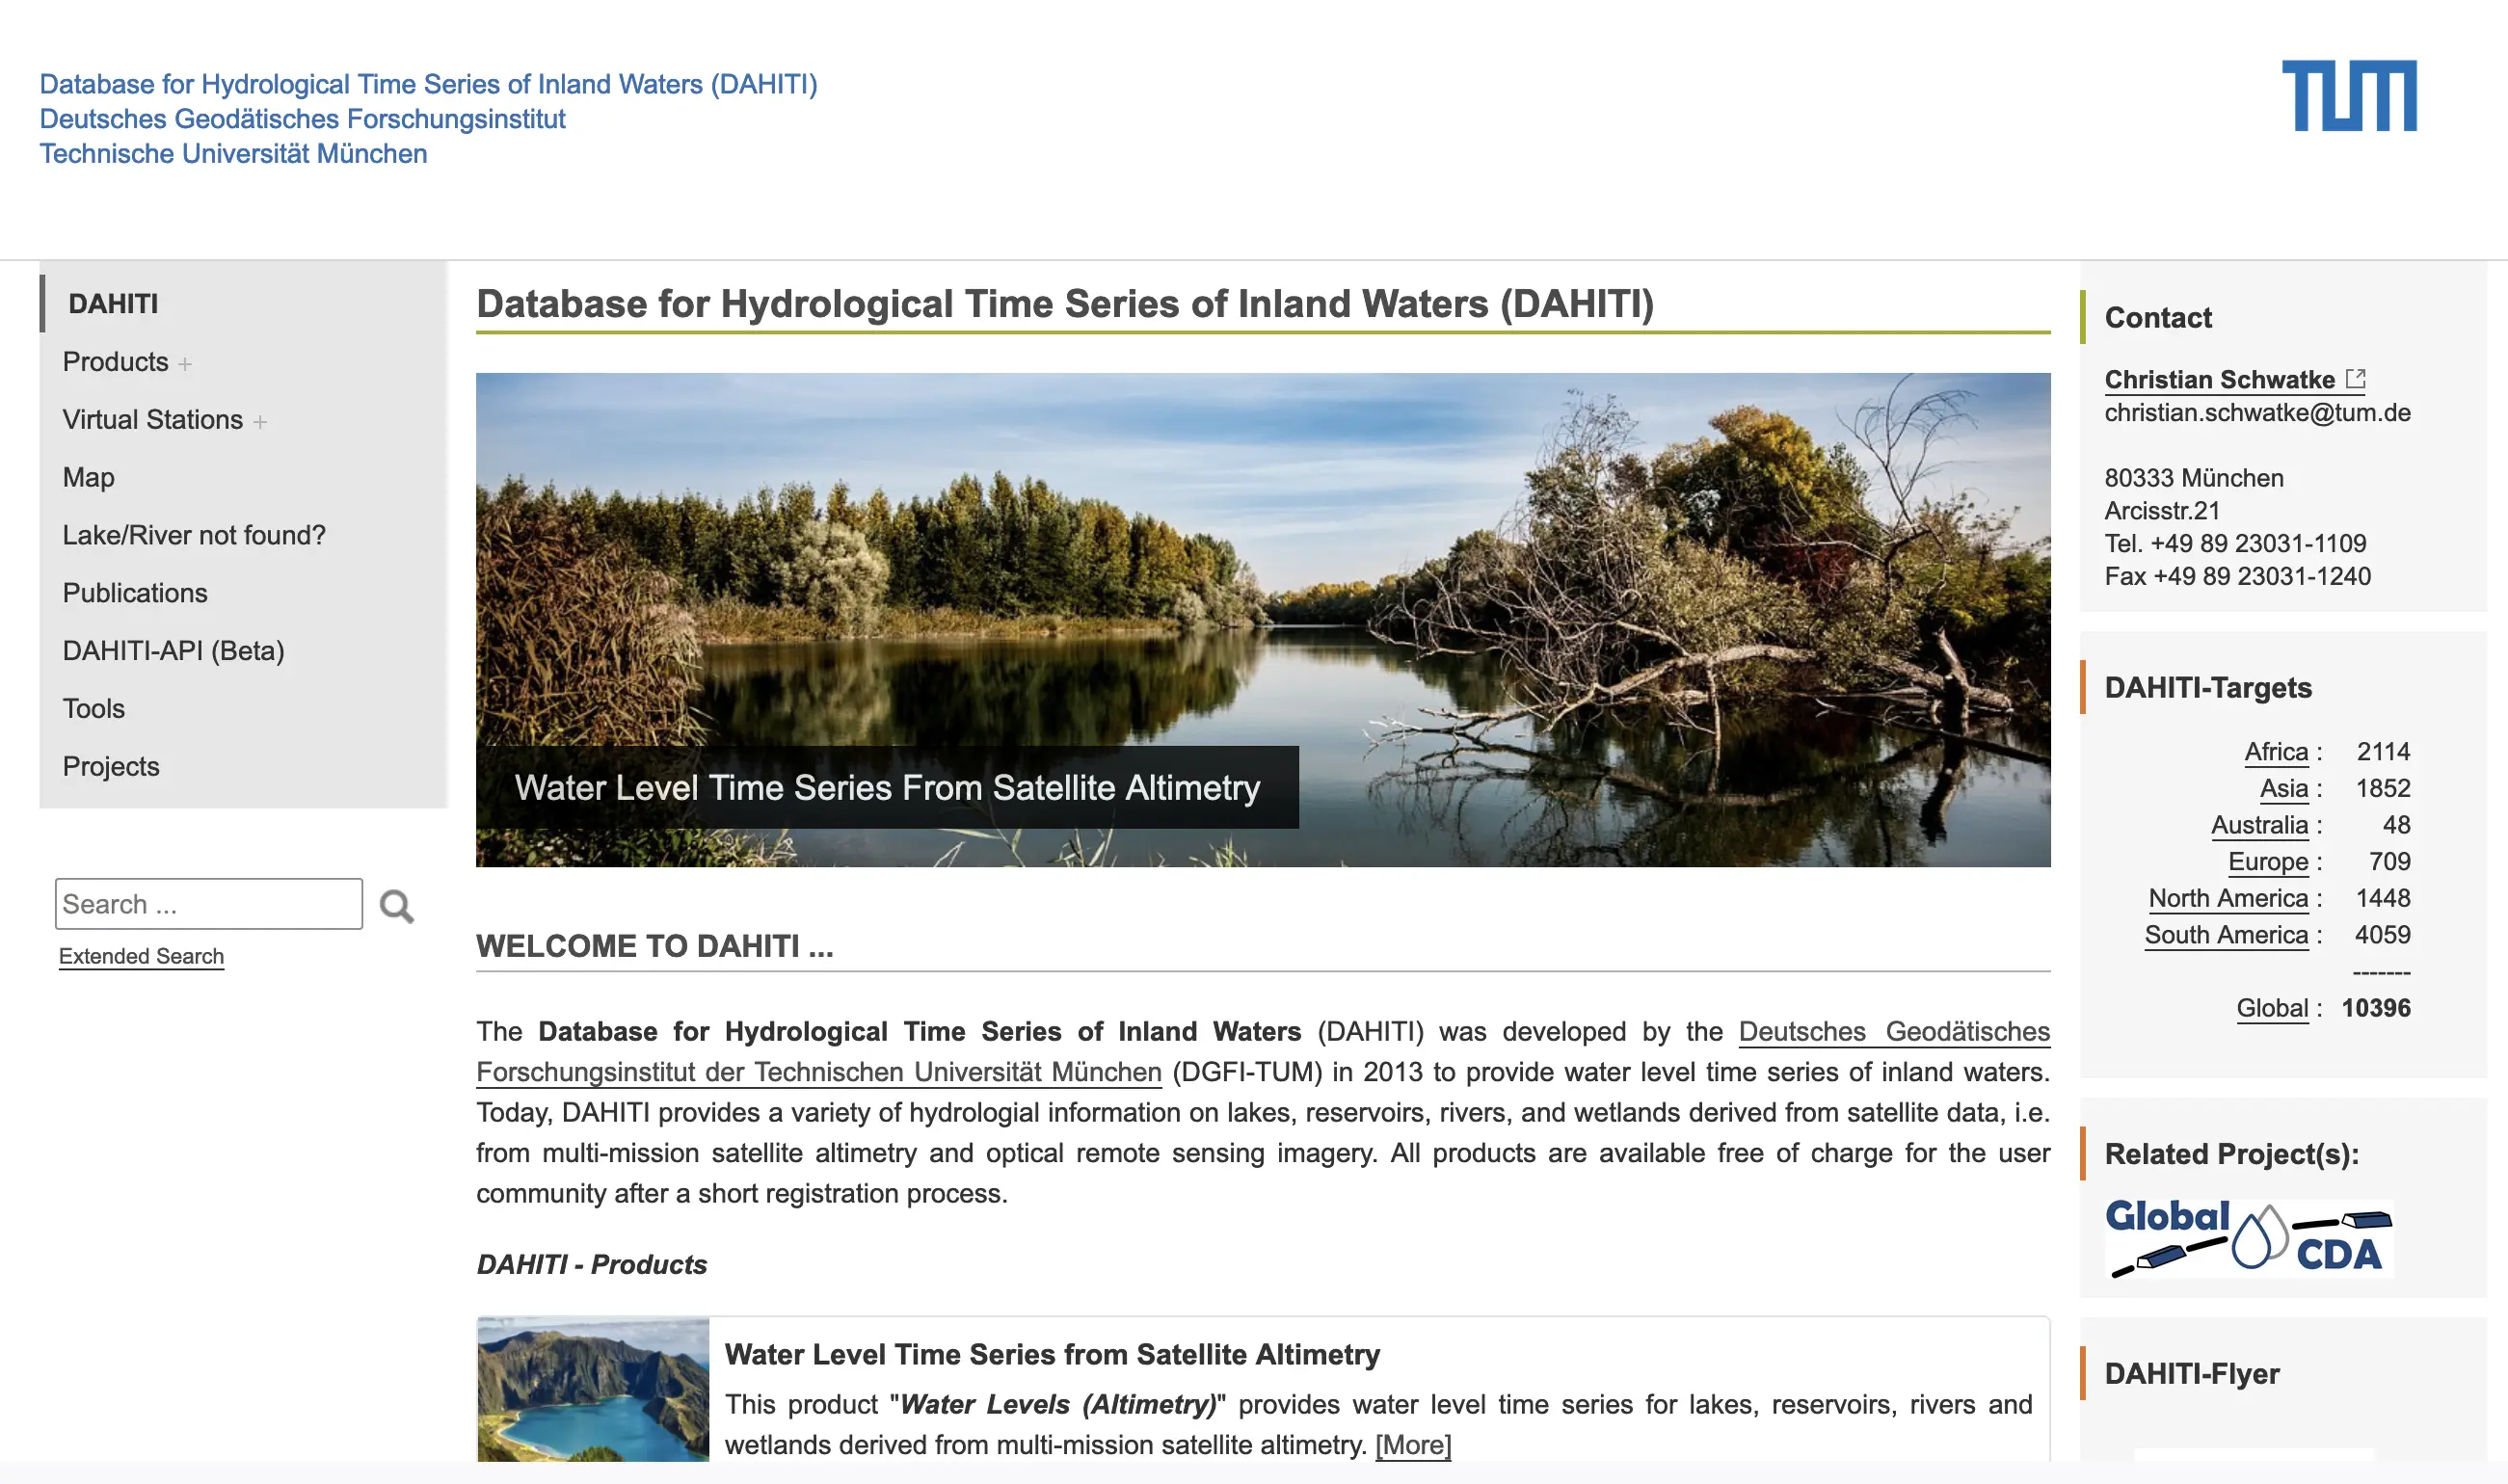 Database for Hydrological Time Series of Inland Waters (DAHITI)
Deutsches Geodätisches Forschungsinstitut
Technische Universität München
TUM
DAHITI
Products +
Virtual Stations +
Map
Lake/River not found?
Publications
DAHITI-API (Beta)
Tools
Projects
Search ...
Extended Search
Database for Hydrological Time Series of Inland Waters (DAHITI)
Water Level Time Series From Satellite Altimetry
WELCOME TO DAHITI ...
The Database for Hydrological Time Series of Inland Waters (DAHITI) was developed by the Deutsches Geodätisches
Forschungsinstitut der Technischen Universität München (DGFI-TUM) in 2013 to provide water level time series of inland waters.
Today, DAHITI provides a variety of hydrologial information on lakes, reservoirs, rivers, and wetlands derived from satellite data, i.e.
from multi-mission satellite altimetry and optical remote sensing imagery. All products are available free of charge for the user
community after a short registration process.
DAHITI - Products
Water Level Time Series from Satellite Altimetry
This product "Water Levels (Altimetry)" provides water level time series for lakes, reservoirs, rivers and
wetlands derived from multi-mission satellite altimetry. [More]
Contact
Christian Schwatke
christian.schwatke@tum.de
80333 München
Arcisstr.21
Tel. +49 89 23031-1109
Fax +49 89 23031-1240
DAHITI-Targets
Africa : 2114
Asia : 1852
Australia : 48
Europe : 709
North America : 1448
South America : 4059
-------
Global : 10396
Related Project(s):
Global
CDA
DAHITI-Flyer